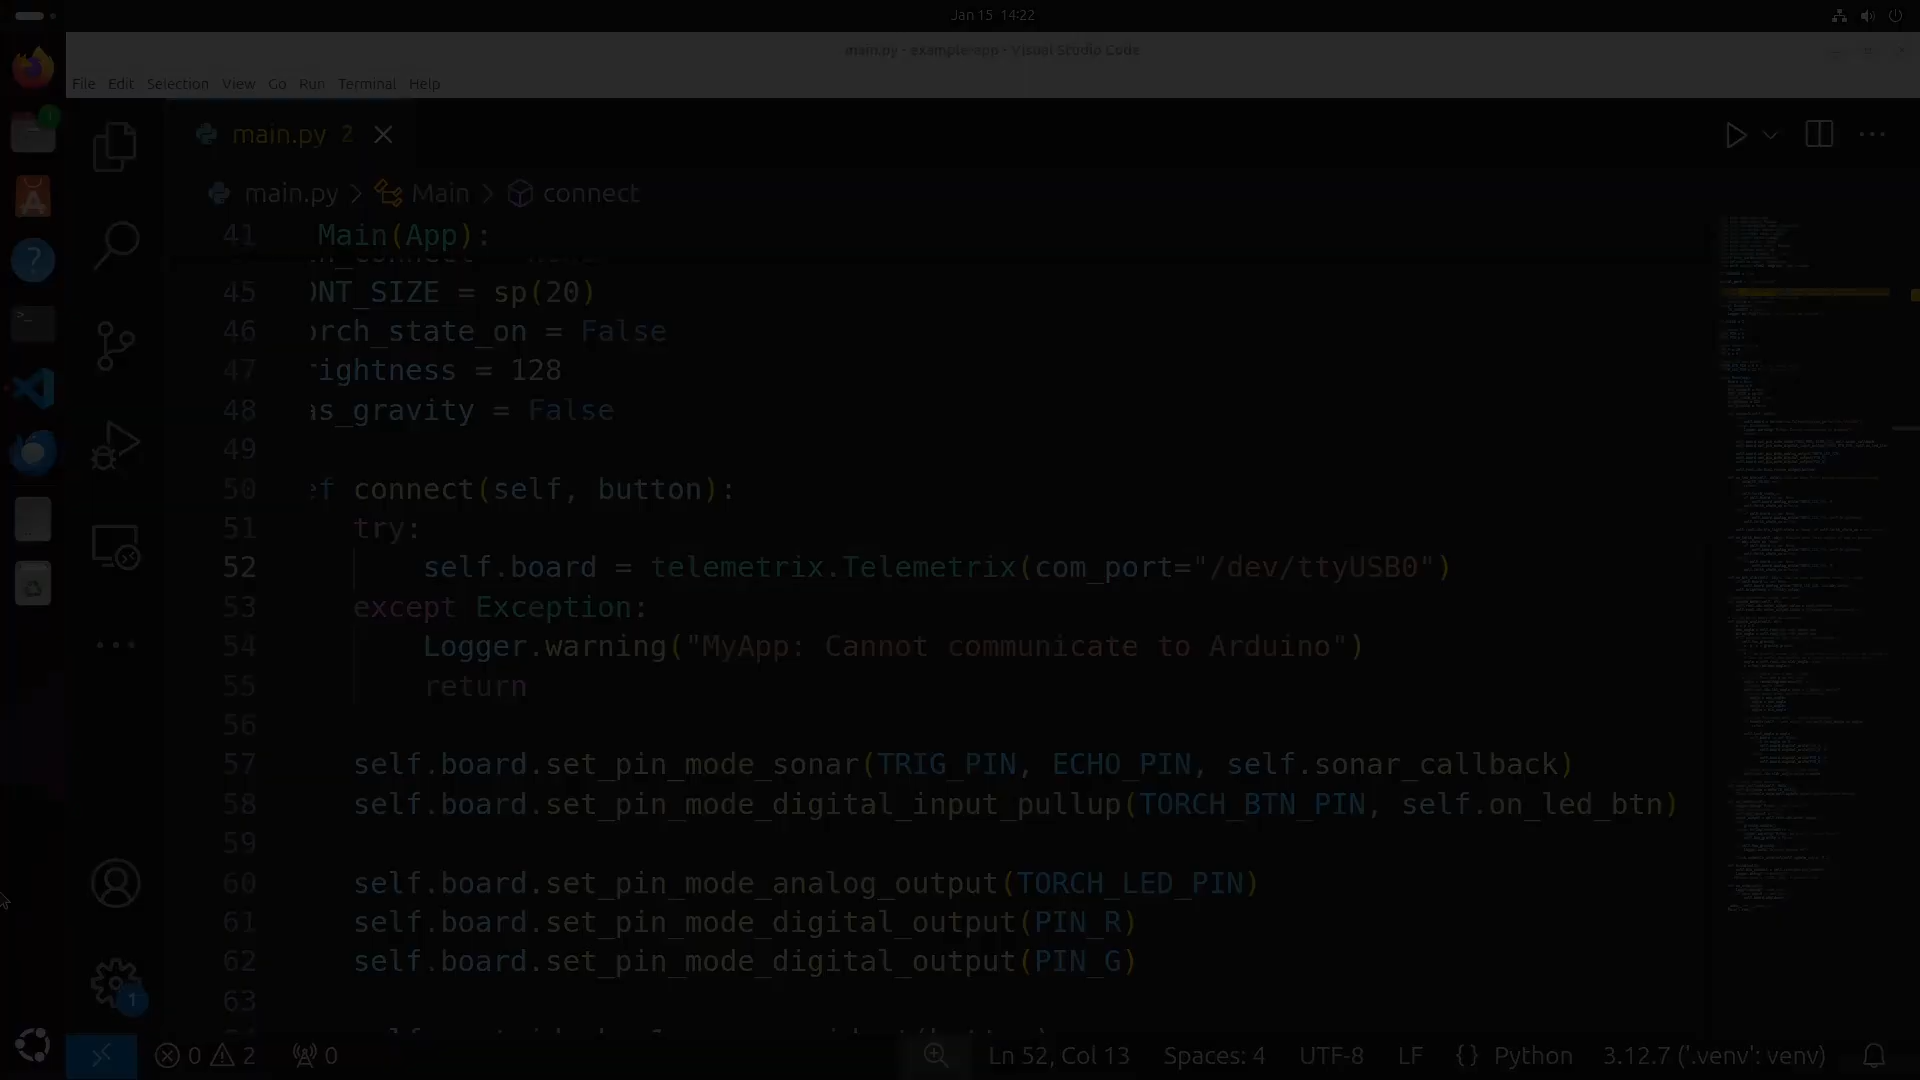 Jan 15 14:22
main.py - example-app - Visual Studio Code
File Edit Selection View Go Run Terminal Help
main.py 2
main.py > Main > connect
41 Main(App):
45 ONT_SIZE = sp(20)
46 orch_state_on = False
47 rightness = 128
48 as_gravity = False
49
50 ef connect(self, button):
51 try:
52 self.board = telemetrix.Telemetrix(com_port="/dev/ttyUSB0")
53 except Exception:
54 Logger.warning("MyApp: Cannot communicate to Arduino")
55 return
56
57 self.board.set_pin_mode_sonar(TRIG_PIN, ECHO_PIN, self.sonar_callback)
58 self.board.set_pin_mode_digital_input_pullup(TORCH_BTN_PIN, self.on_led_btn)
59
60 self.board.set_pin_mode_analog_output(TORCH_LED_PIN)
61 self.board.set_pin_mode_digital_output(PIN_R)
62 self.board.set_pin_mode_digital_output(PIN_G)
63
1
0 2 0 Ln 52, Col 13 Spaces: 4 UTF-8 LF {} Python 3.12.7 ('.venv': venv)